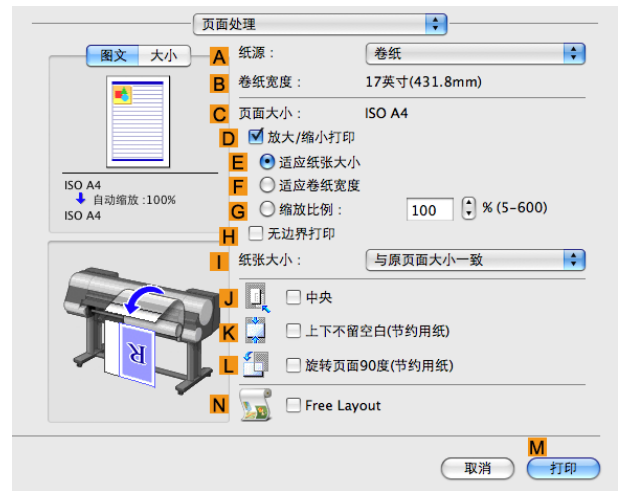 页面处理
图文 大小
A 纸源： 卷纸
B 卷纸宽度： 17英寸(431.8mm)
C 页面大小： ISO A4
D 放大/缩小打印
E 适应纸张大小
F 适应卷纸宽度
G 缩放比例： 100 % (5-600)
H 无边界打印
I 纸张大小： 与原页面大小一致
J 中央
K 上下不留空白(节约用纸)
L 旋转页面90度(节约用纸)
N Free Layout
ISO A4
自动缩放 :100%
ISO A4
R
M
取消 打印